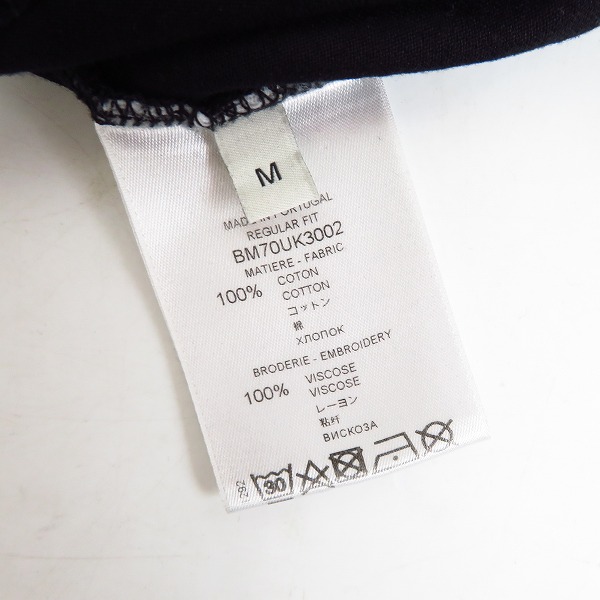 M
MADE IN PORTUGAL
REGULAR FIT
BM70UK3002
MATIERE - FABRIC
100% COTON
COTTON
コットン
棉
ХЛОПОК
BRODERIE - EMBROIDERY
100% VISCOSE
VISCOSE
レーヨン
粘纤
ВИСКОЗА
292
30